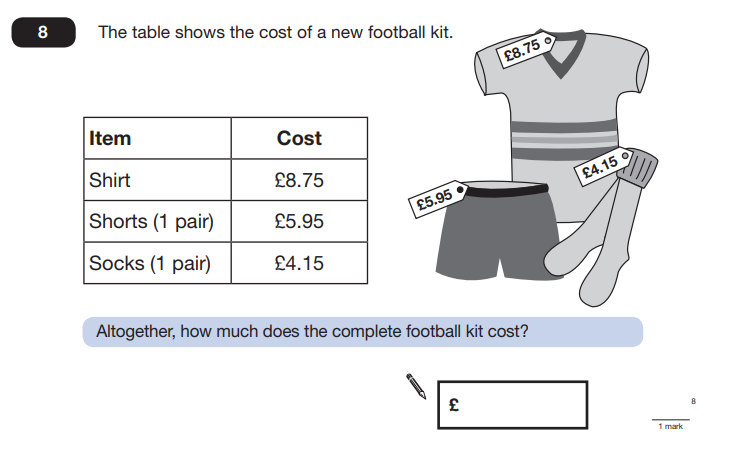 8
The table shows the cost of a new football kit.
£8.75
Item Cost
Shirt £8.75
Shorts (1 pair) £5.95
Socks (1 pair) £4.15
£4.15
£5.95
Altogether, how much does the complete football kit cost?
£
8
1 mark